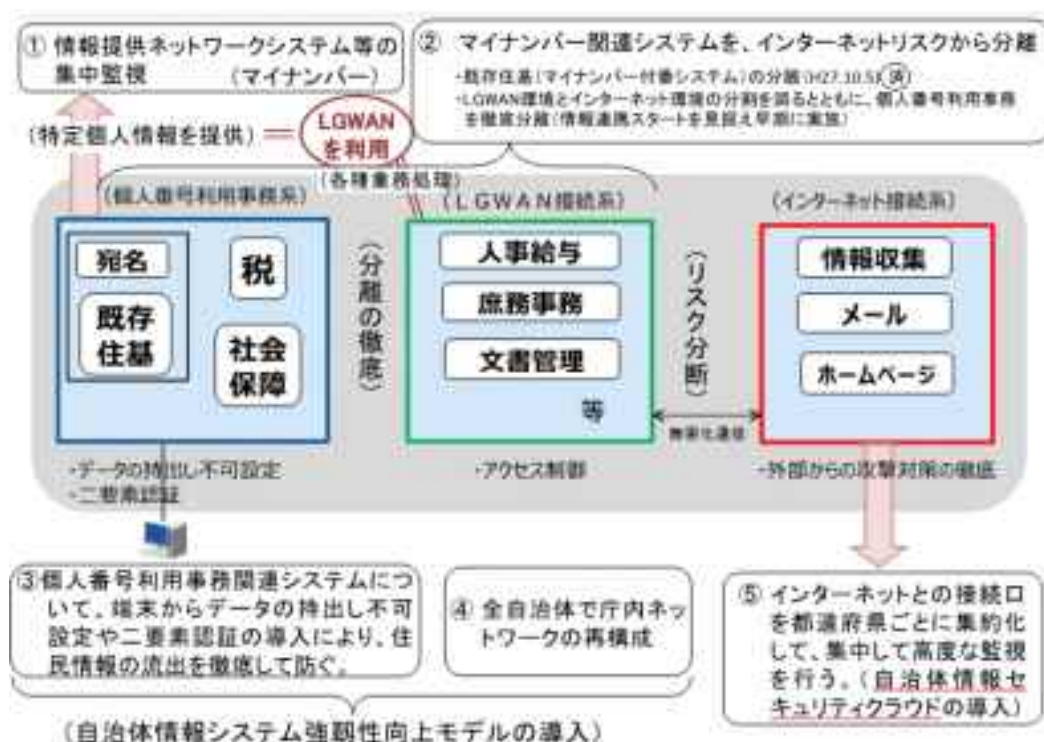 ① 情報提供ネットワークシステム等の
集中監視 (マイナンバー)
② マイナンバー関連システムを、インターネットリスクから分離
・既存住基(マイナンバー付番システム)の分離(H27.10.5)(済)
・LGWAN環境とインターネット環境の分割を図るとともに、個人番号利用事務
を徹底分離(情報連携スタートを見据え早期に実施)
(特定個人情報を提供)
LGWAN
を利用
(各種業務処理)
(個人番号利用事務系)
(LGWAN接続系)
(インターネット接続系)
宛名
既存
住基
税
社会
保障
(分離の徹底)
人事給与
庶務事務
文書管理
等
(リスク分断)
無害化通信
情報収集
メール
ホームページ
・データの持出し不可設定
・二要素認証
・アクセス制御
・外部からの攻撃対策の徹底
③個人番号利用事務関連システムにつ
いて、端末からデータの持出し不可
設定や二要素認証の導入により、住
民情報の流出を徹底して防ぐ。
④ 全自治体で庁内ネッ
トワークの再構成
⑤ インターネットとの接続口
を都道府県ごとに集約化
して、集中して高度な監視
を行う。(自治体情報セ
キュリティクラウドの導入)
(自治体情報システム強靱性向上モデルの導入)